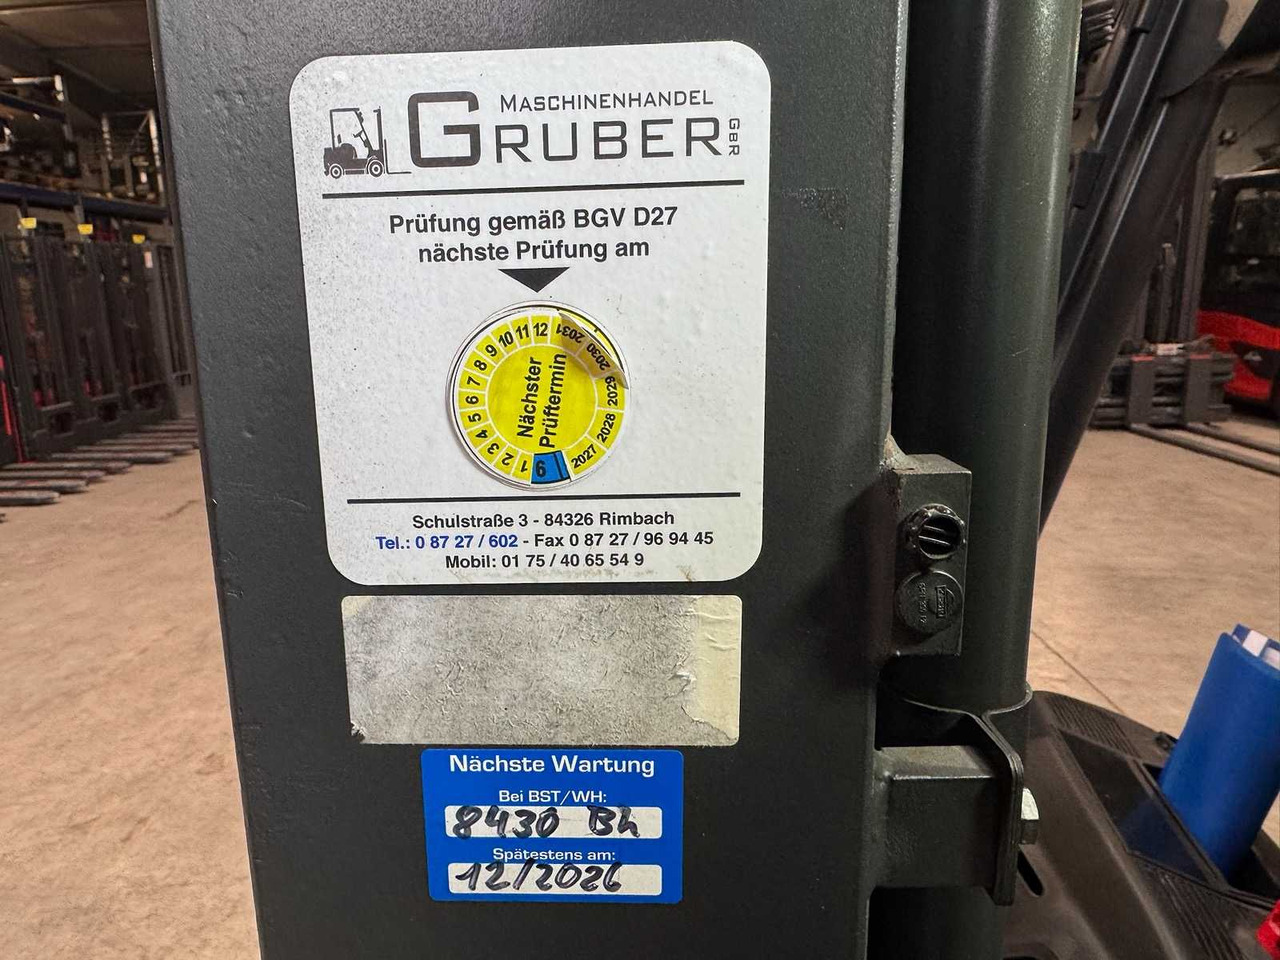 MASCHINENHANDEL
GRUBER GBR
Prüfung gemäß BGV D27
nächste Prüfung am
1 2 3 4 5 6 7 8 9 10 11 12 2031 2030 2029 2028 2027 6
Nächster
Prüftermin
Schulstraße 3 - 84326 Rimbach
Tel.: 0 87 27 / 602 - Fax 0 87 27 / 96 94 45
Mobil: 01 75 / 40 65 54 9
Nächste Wartung
Bei BST/WH:
8430 Bh
Spätestens am:
12/2026